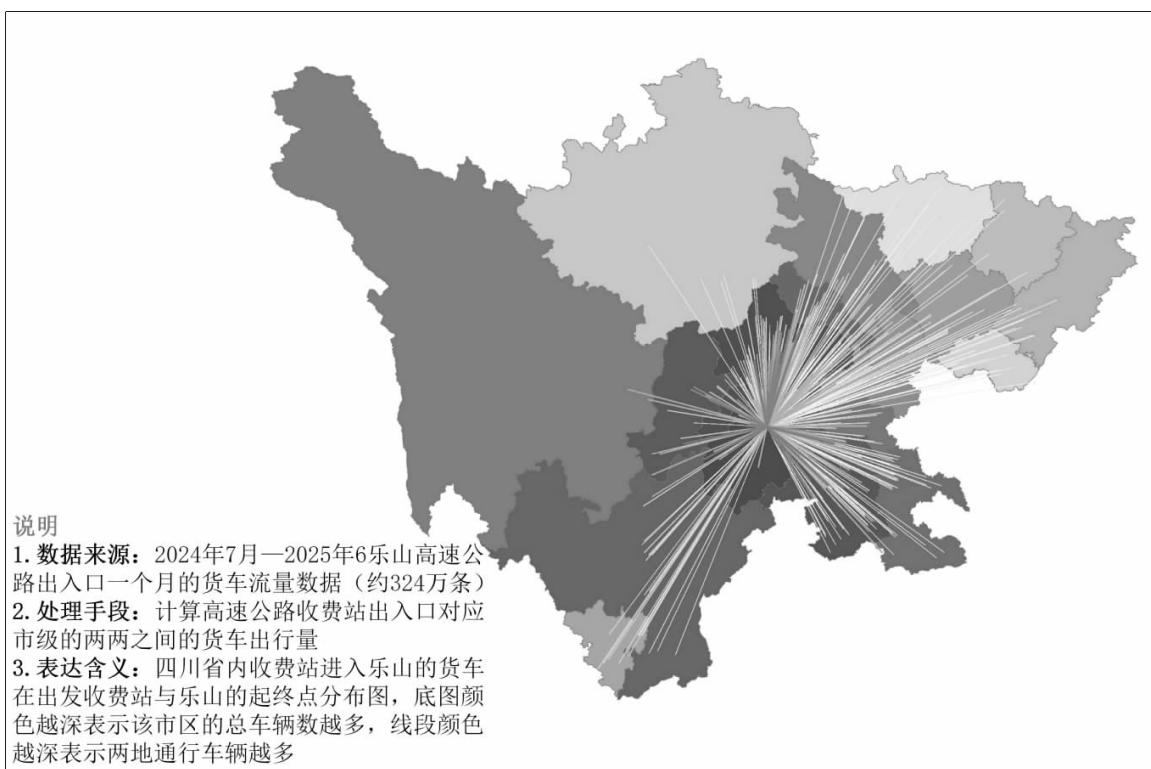 说明
1.数据来源：2024年7月—2025年6乐山高速公
路出入口一个月的货车流量数据（约324万条）
2.处理手段：计算高速公路收费站出入口对应
市级的两两之间的货车出行量
3.表达含义：四川省内收费站进入乐山的货车
在出发收费站与乐山的起终点分布图，底图颜
色越深表示该市区的总车辆数越多，线段颜色
越深表示两地通行车辆越多